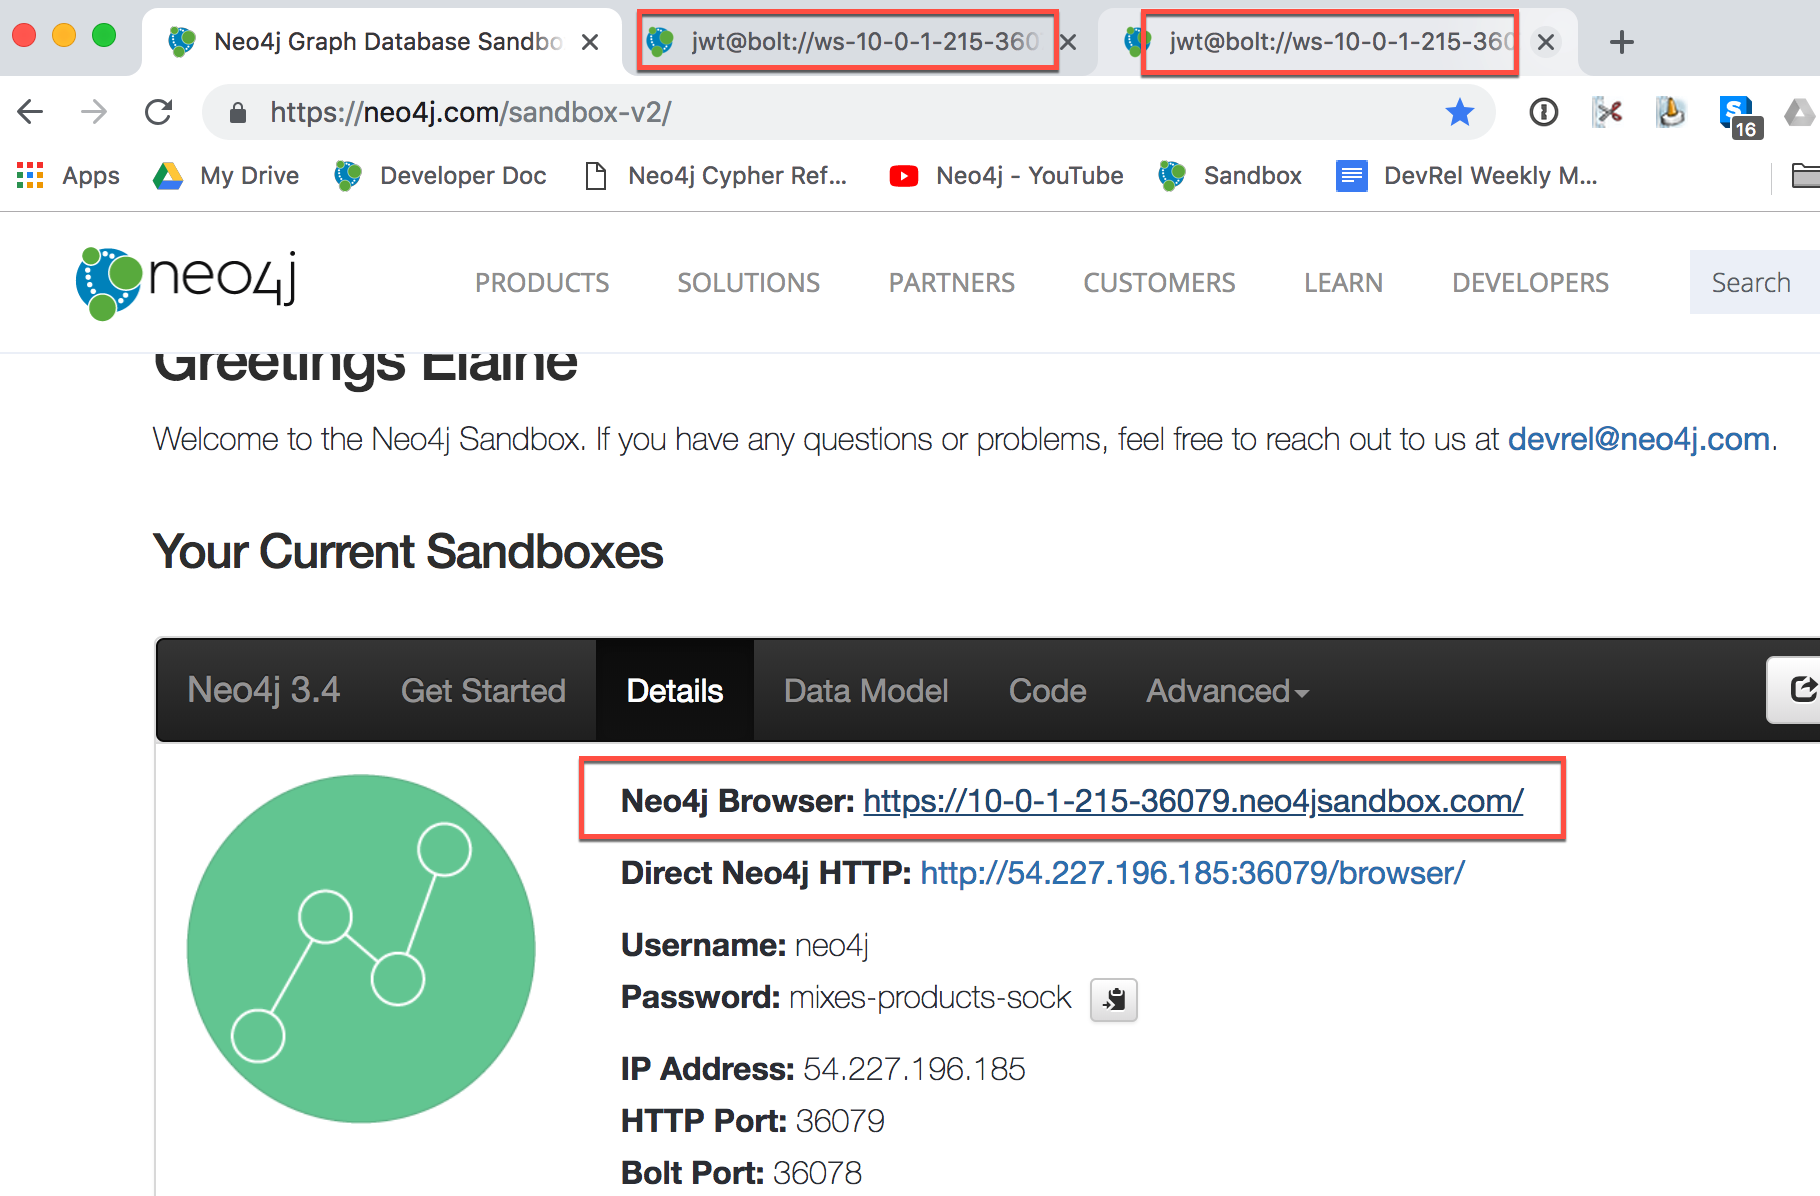 Neo4j Graph Database Sandbo
jwt@bolt://ws-10-0-1-215-360
jwt@bolt://ws-10-0-1-215-360
https://neo4j.com/sandbox-v2/
S
16
Apps
My Drive
Developer Doc
Neo4j Cypher Ref...
Neo4j - YouTube
Sandbox
DevRel Weekly M...
neo4j
PRODUCTS
SOLUTIONS
PARTNERS
CUSTOMERS
LEARN
DEVELOPERS
Search
Greetings Elaine
Welcome to the Neo4j Sandbox. If you have any questions or problems, feel free to reach out to us at devrel@neo4j.com.
Your Current Sandboxes
Neo4j 3.4
Get Started
Details
Data Model
Code
Advanced
Neo4j Browser: https://10-0-1-215-36079.neo4jsandbox.com/
Direct Neo4j HTTP: http://54.227.196.185:36079/browser/
Username: neo4j
Password: mixes-products-sock
IP Address: 54.227.196.185
HTTP Port: 36079
Bolt Port: 36078